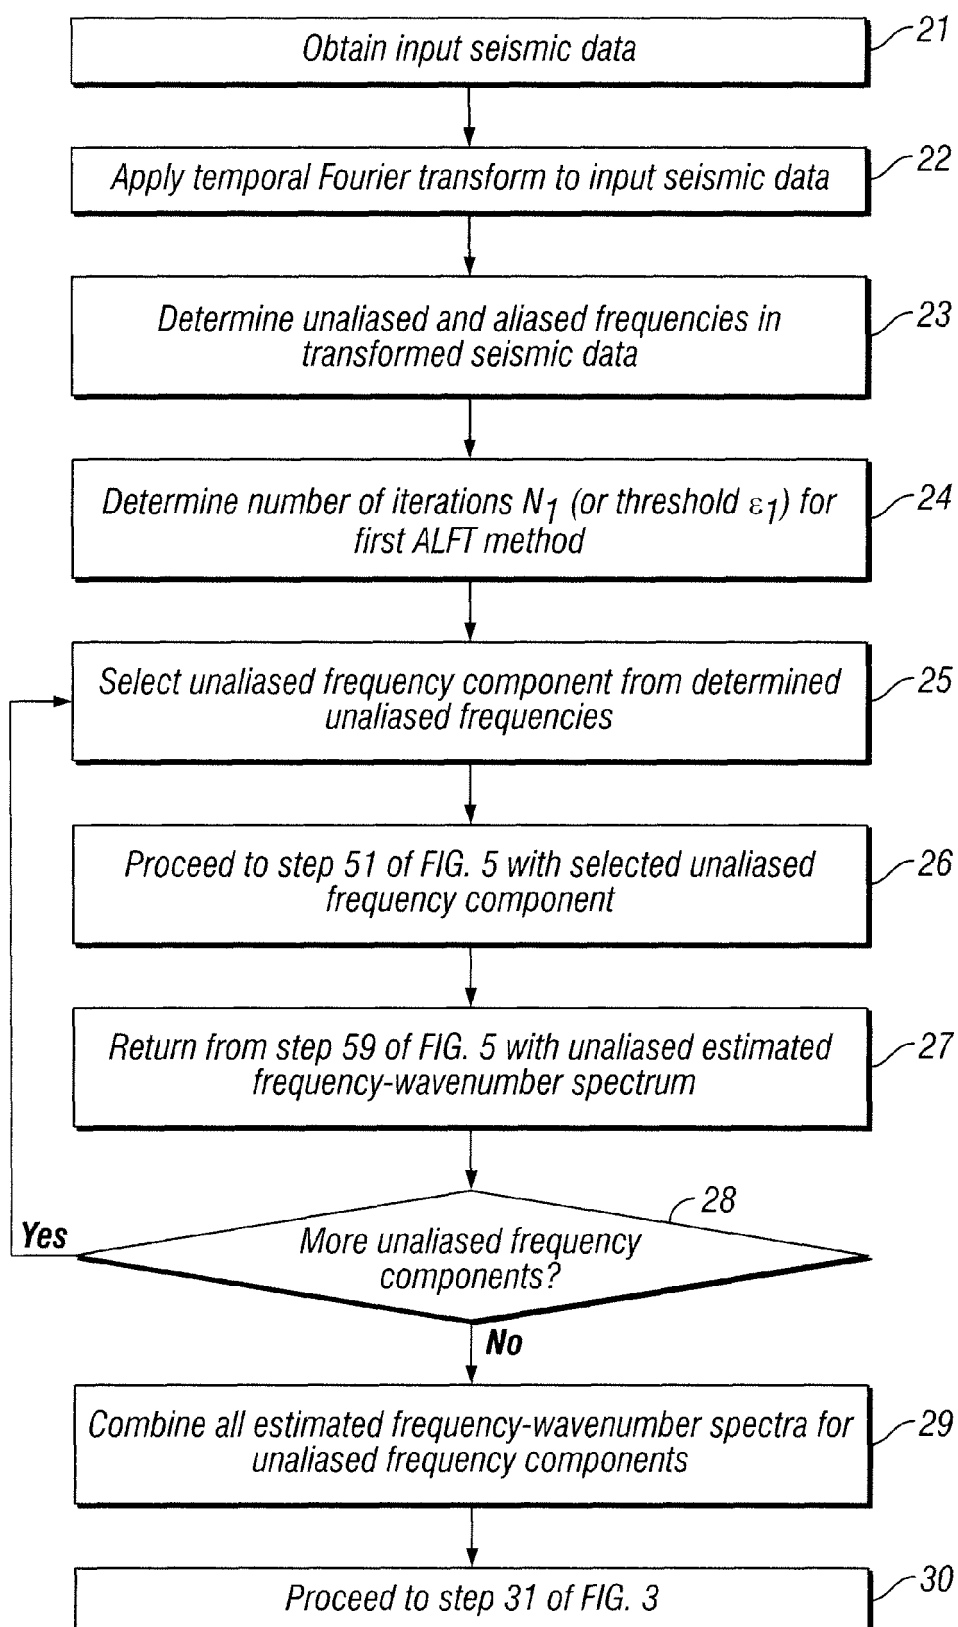 Obtain input seismic data
21
Apply temporal Fourier transform to input seismic data
22
Determine unaliased and aliased frequencies in
transformed seismic data
23
Determine number of iterations N1 (or threshold ε1) for
first ALFT method
24
Select unaliased frequency component from determined
unaliased frequencies
25
Proceed to step 51 of FIG. 5 with selected unaliased
frequency component
26
Return from step 59 of FIG. 5 with unaliased estimated
frequency-wavenumber spectrum
27
28
Yes
More unaliased frequency
components?
No
Combine all estimated frequency-wavenumber spectra for
unaliased frequency components
29
Proceed to step 31 of FIG. 3
30